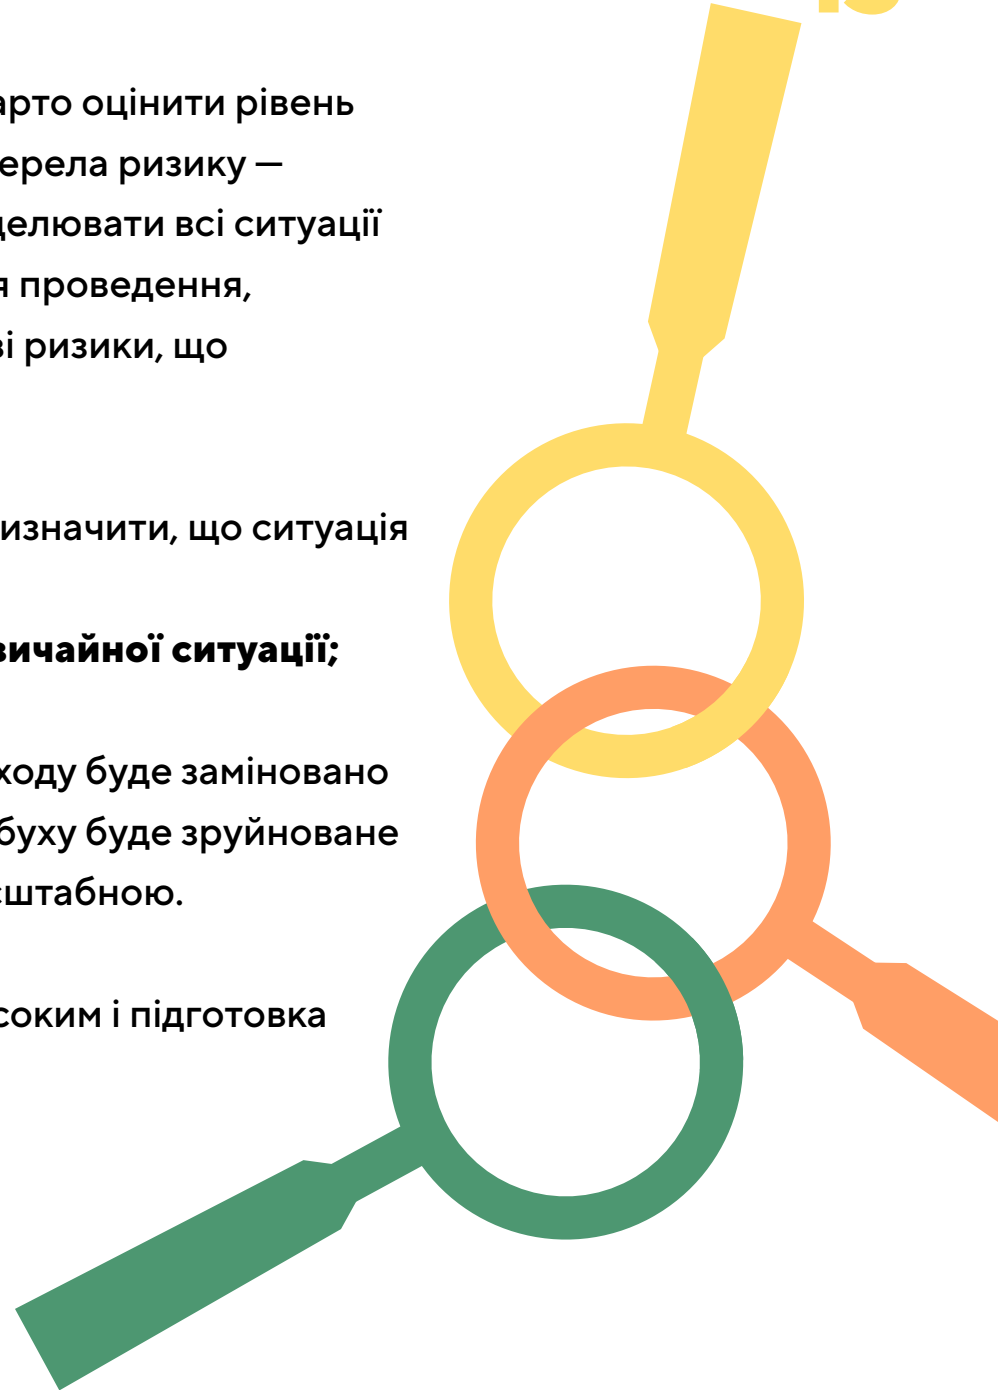 арто оцінити рівень
ерела ризику —
делювати всі ситуації
я проведення,
ві ризики, що
изначити, що ситуація
звичайної ситуації;
ходу буде заміновано
буху буде зруйноване
сштабною.
соким і підготовка